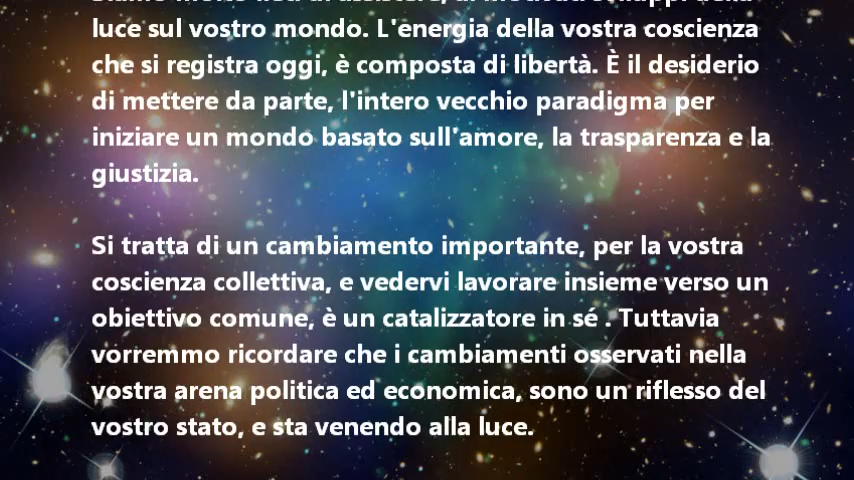 luce sul vostro mondo. L'energia della vostra coscienza
che si registra oggi, è composta di libertà. È il desiderio
di mettere da parte, l'intero vecchio paradigma per
iniziare un mondo basato sull'amore, la trasparenza e la
giustizia.
Si tratta di un cambiamento importante, per la vostra
coscienza collettiva, e vedervi lavorare insieme verso un
obiettivo comune, è un catalizzatore in sé . Tuttavia
vorremmo ricordare che i cambiamenti osservati nella
vostra arena politica ed economica, sono un riflesso del
vostro stato, e sta venendo alla luce.